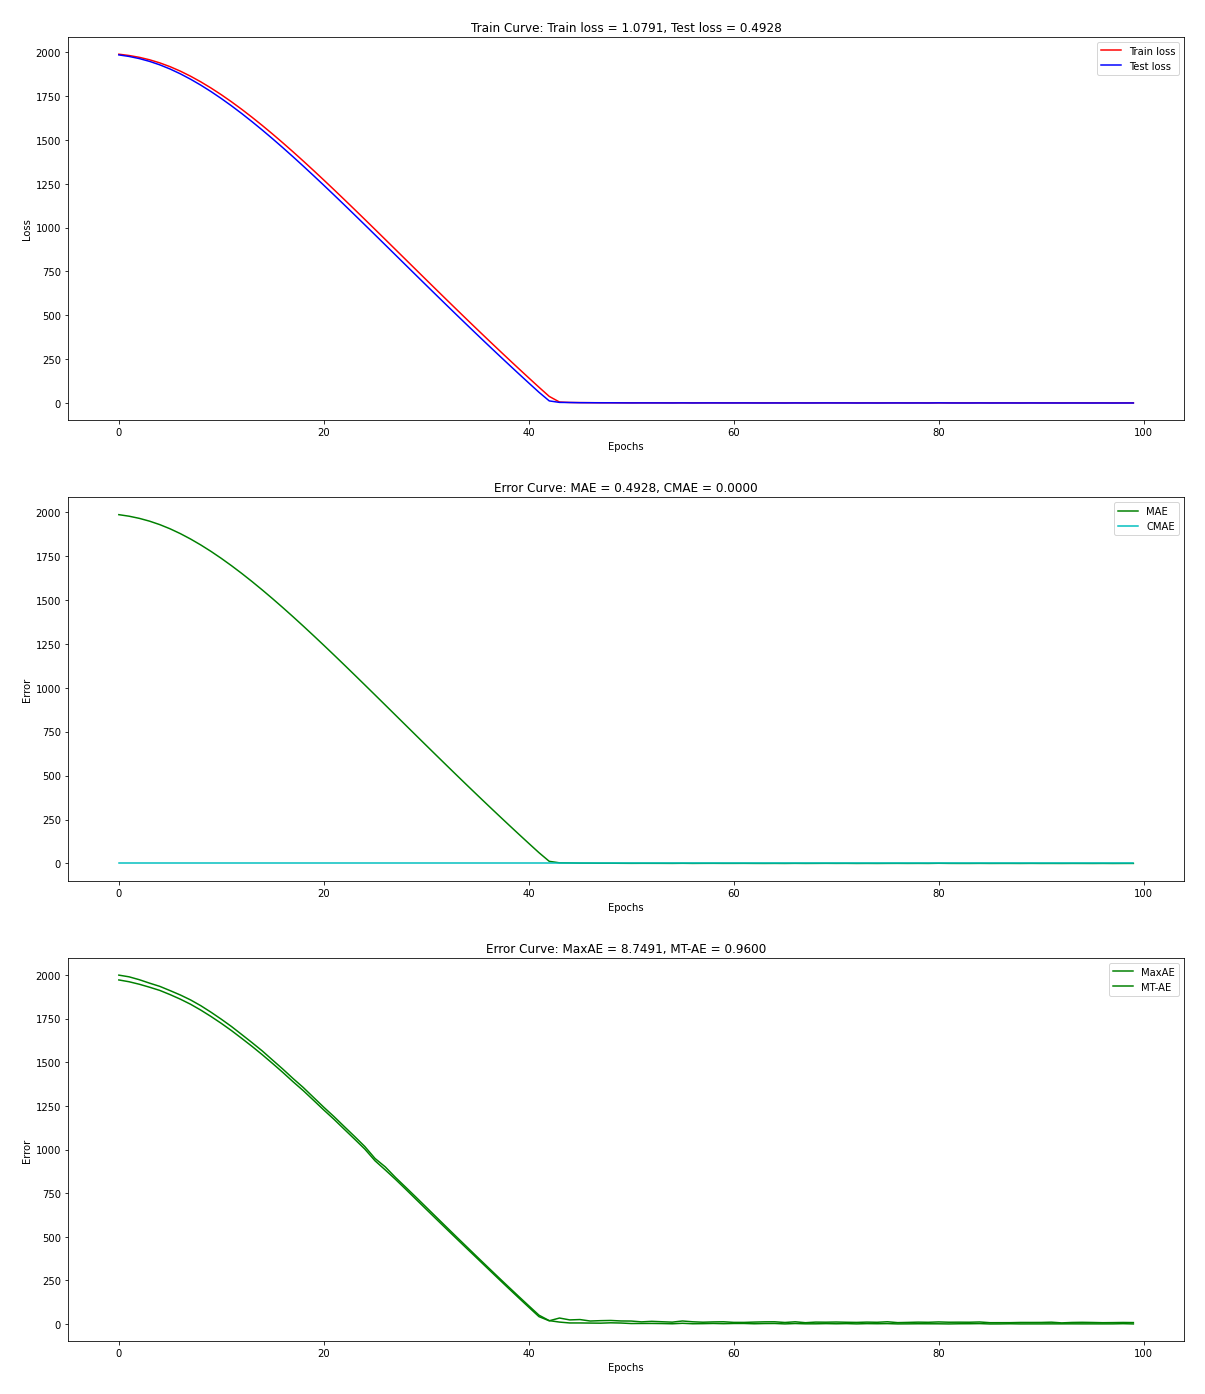 Train Curve: Train loss = 1.0791, Test loss = 0.4928
2000
1750
1500
1250
1000
750
500
250
0
Loss
Train loss
Test loss
0 20 40 60 80 100
Epochs
Error Curve: MAE = 0.4928, CMAE = 0.0000
2000
1750
1500
1250
1000
750
500
250
0
Error
MAE
CMAE
0 20 40 60 80 100
Epochs
Error Curve: MaxAE = 8.7491, MT-AE = 0.9600
2000
1750
1500
1250
1000
750
500
250
0
Error
MaxAE
MT-AE
0 20 40 60 80 100
Epochs